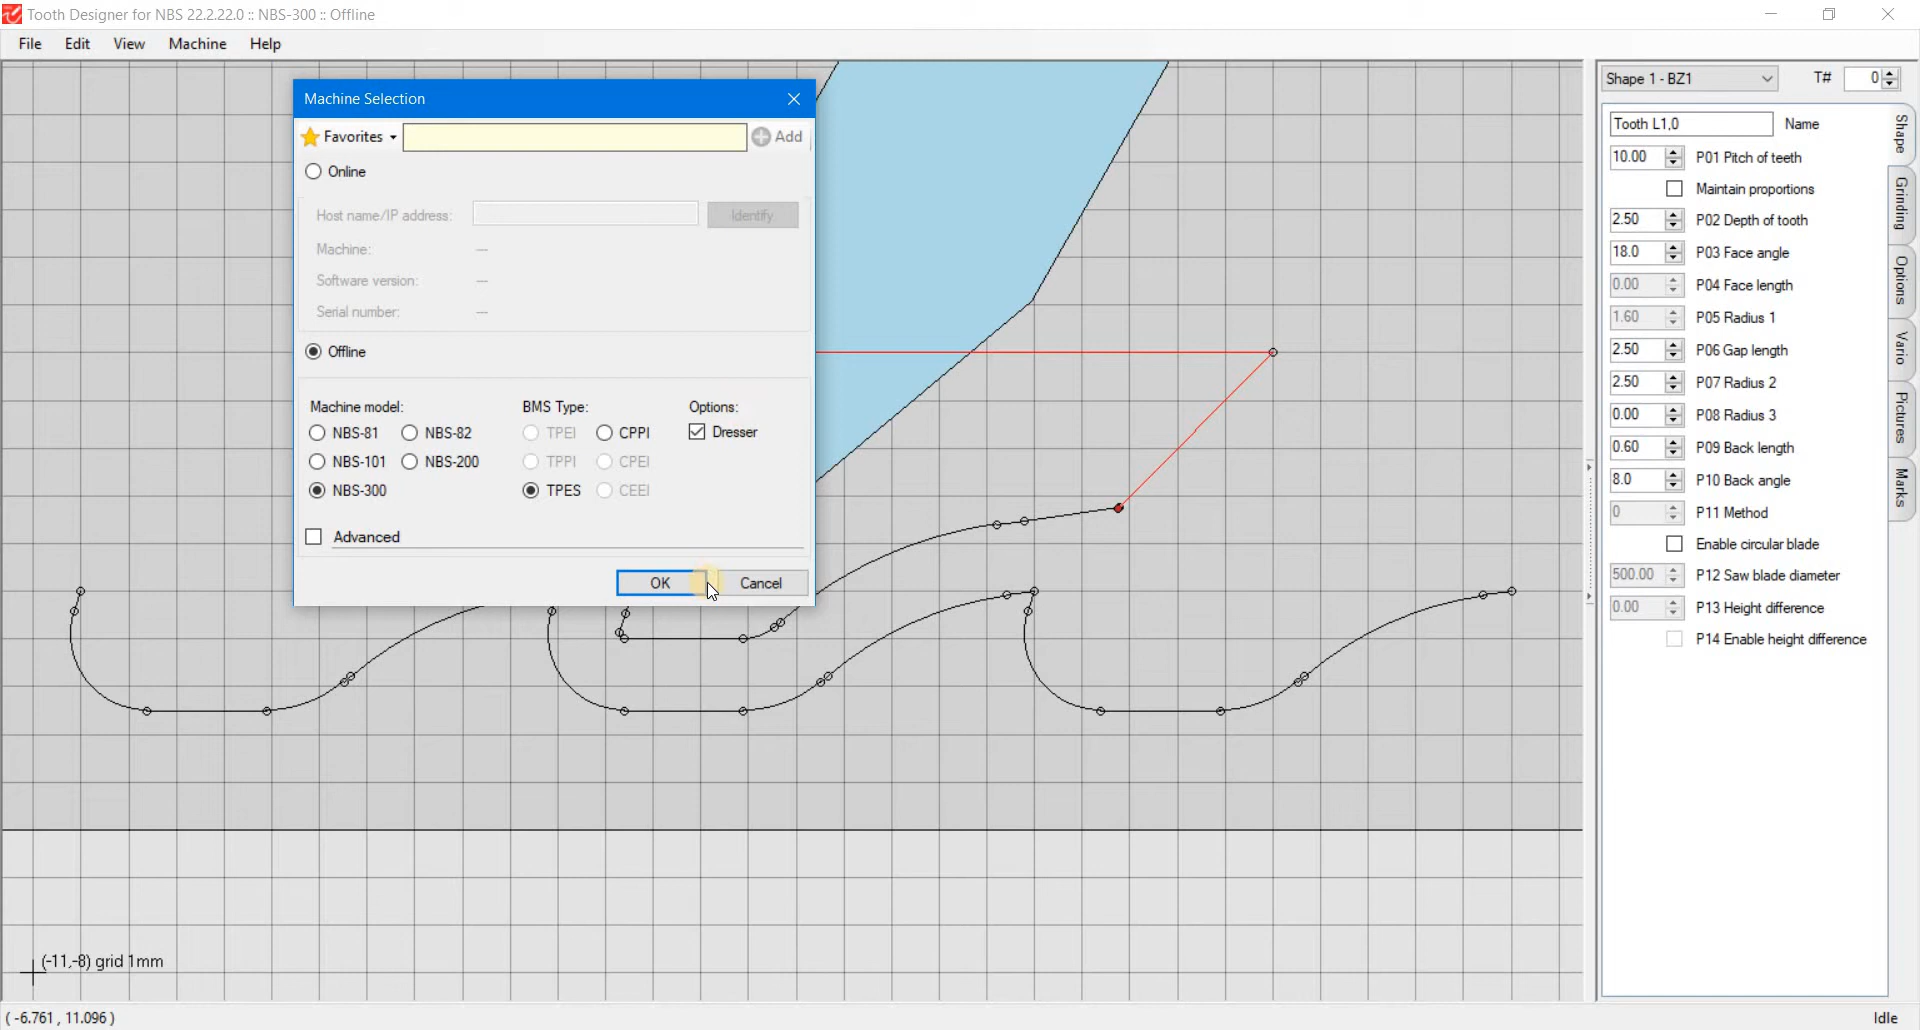 Tooth Designer for NBS 22.2.22.0 :: NBS-300 :: Offline
File Edit View Machine Help
Machine Selection
Favorites Add
Online
Host name/IP address: Identify
Machine: ---
Software version: ---
Serial number: ---
Offline
Machine model: BMS Type: Options:
NBS-81 NBS-82 TPEI CPPI Dresser
NBS-101 NBS-200 TPPI CPEI
NBS-300 TPES CEEI
Advanced
OK Cancel
(-11,-8) grid 1mm
Shape 1 - BZ1 T# 0
Tooth L1,0 Name
10.00 P01 Pitch of teeth
Maintain proportions
2.50 P02 Depth of tooth
18.0 P03 Face angle
0.00 P04 Face length
1.60 P05 Radius 1
2.50 P06 Gap length
2.50 P07 Radius 2
0.00 P08 Radius 3
0.60 P09 Back length
8.0 P10 Back angle
0 P11 Method
Enable circular blade
500.00 P12 Saw blade diameter
0.00 P13 Height difference
P14 Enable height difference
Shape
Grinding
Options
Vario
Pictures
Marks
( -6.761 , 11.096 ) Idle